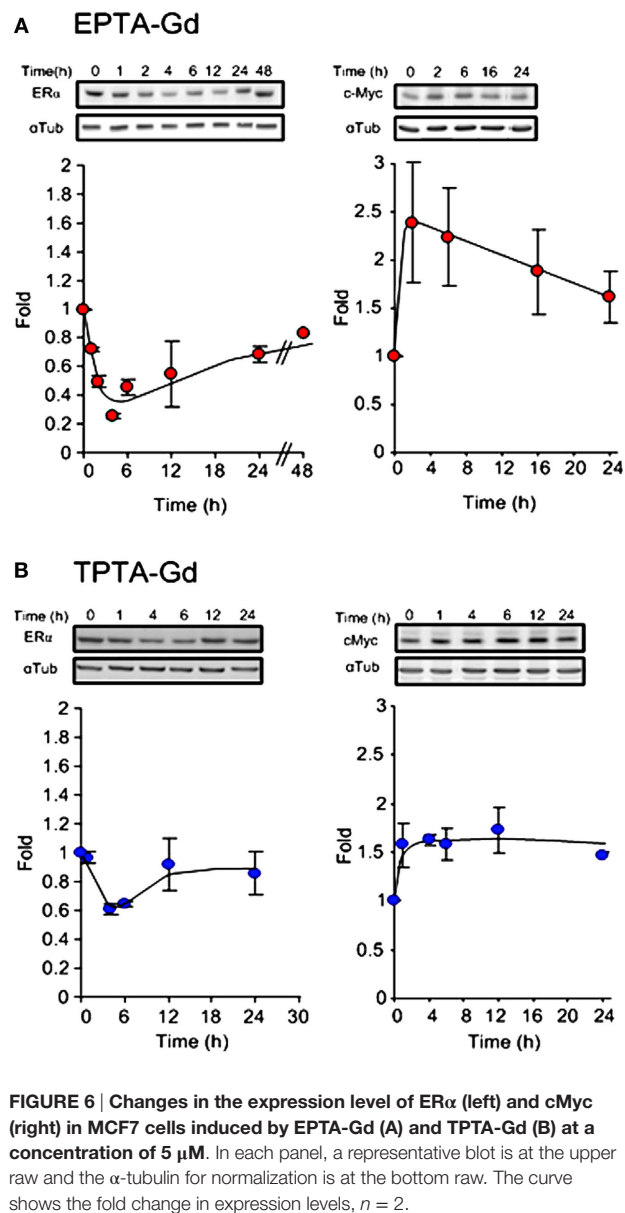 A EPTA-Gd
Time(h) 0 1 2 4 6 12 24 48
ERα
αTub
2
1.8
1.6
1.4
1.2
1
0.8
0.6
0.4
0.2
0
Fold
0 6 12 18 24 48
Time (h)
Time (h) 0 2 6 16 24
c-Myc
αTub
3
2.5
2
1.5
1
0.5
0
Fold
0 4 8 12 16 20 24
Time (h)
B TPTA-Gd
Time (h) 0 1 4 6 12 24
ERα
αTub
2
1.8
1.6
1.4
1.2
1
0.8
0.6
0.4
0.2
0
Fold
0 6 12 18 24 30
Time (h)
Time (h) 0 1 4 6 12 24
cMyc
αTub
3
2.5
2
1.5
1
0.5
0
Fold
0 4 8 12 16 20 24
Time (h)
FIGURE 6 | Changes in the expression level of ERα (left) and cMyc
(right) in MCF7 cells induced by EPTA-Gd (A) and TPTA-Gd (B) at a
concentration of 5 μM. In each panel, a representative blot is at the upper
raw and the α-tubulin for normalization is at the bottom raw. The curve
shows the fold change in expression levels, n = 2.